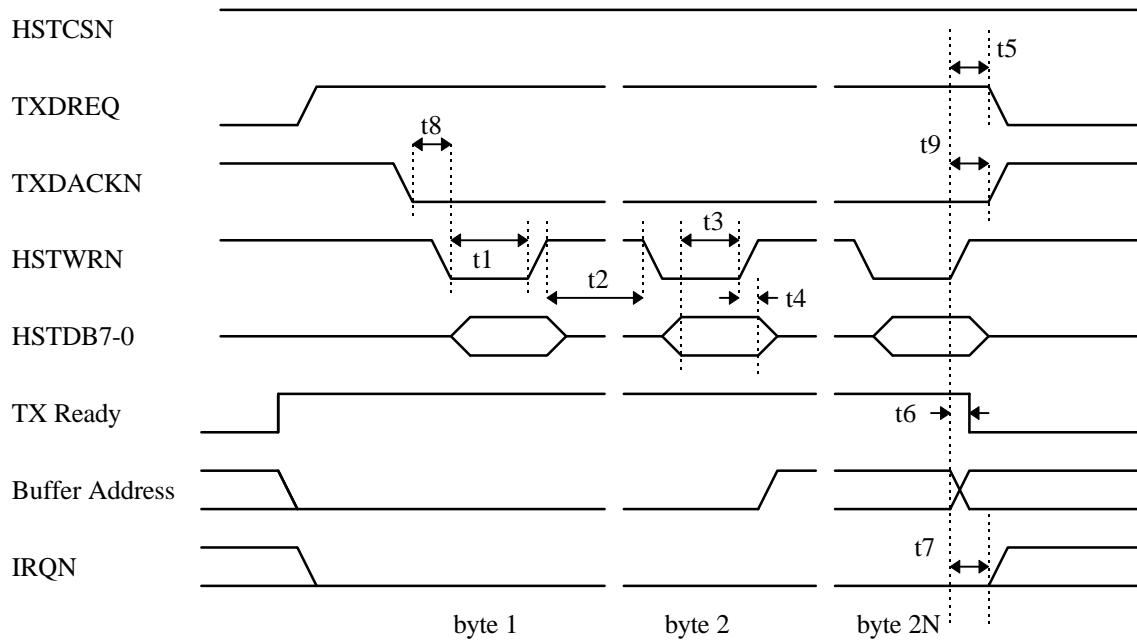 HSTCSN
t5
TXDREQ
t8
t9
TXDACKN
t3
HSTWRN
t1
t2
t4
HSTDB7-0
TX Ready
t6
Buffer Address
t7
IRQN
byte 1 byte 2 byte 2N